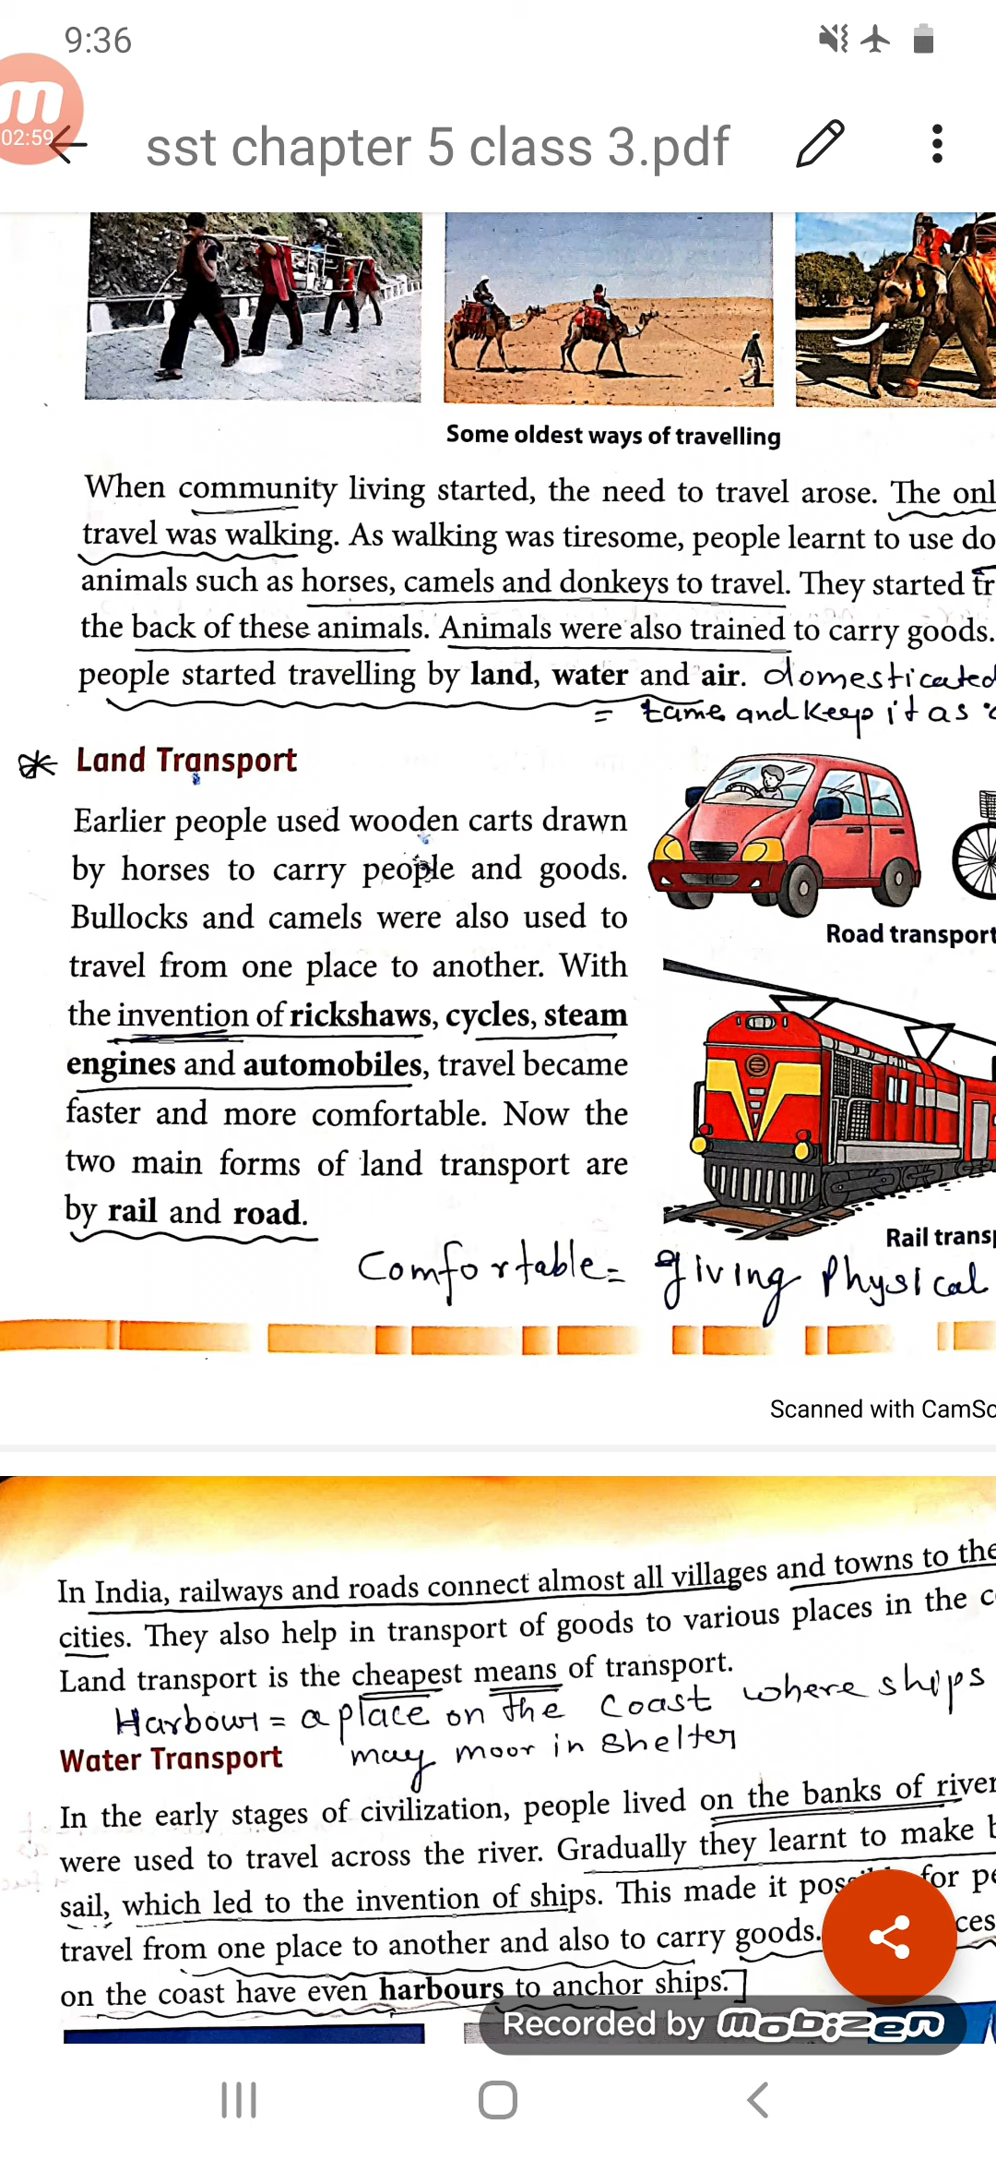 9:36
02:59
sst chapter 5 class 3.pdf
Some oldest ways of travelling
When community living started, the need to travel arose. The onl
travel was walking. As walking was tiresome, people learnt to use do
animals such as horses, camels and donkeys to travel. They started tr
the back of these animals. Animals were also trained to carry goods.
people started travelling by land, water and air. domesticated
= tame and keep it as
Land Transport
Earlier people used wooden carts drawn
by horses to carry people and goods.
Bullocks and camels were also used to
travel from one place to another. With
the invention of rickshaws, cycles, steam
engines and automobiles, travel became
faster and more comfortable. Now the
two main forms of land transport are
by rail and road.
Road transport
Rail transp
Comfortable = giving Physical
Scanned with CamSc
In India, railways and roads connect almost all villages and towns to the
cities. They also help in transport of goods to various places in the c
Land transport is the cheapest means of transport.
Harbour = a place on the coast where ships
may moor in shelter
Water Transport
In the early stages of civilization, people lived on the banks of river
were used to travel across the river. Gradually they learnt to make b
sail, which led to the invention of ships. This made it poss for pe
travel from one place to another and also to carry goods. ces
on the coast have even harbours to anchor ships.]
Recorded by mobizen